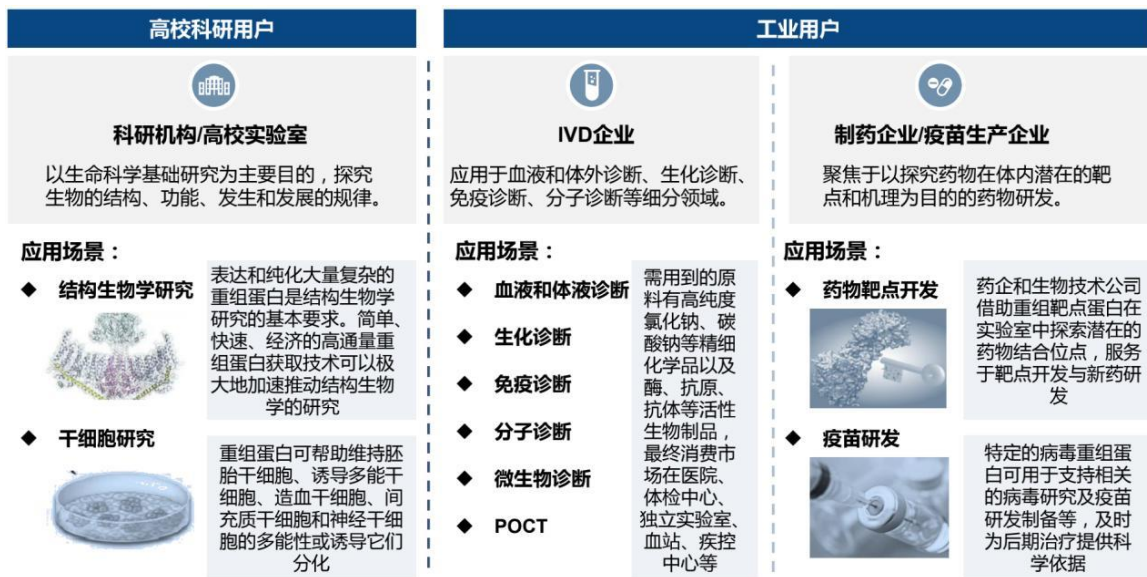 高校科研用户
工业用户
科研机构/高校实验室
以生命科学基础研究为主要目的，探究
生物的结构、功能、发生和发展的规律。
IVD企业
应用于血液和体外诊断、生化诊断、
免疫诊断、分子诊断等细分领域。
制药企业/疫苗生产企业
聚焦于以探究药物在体内潜在的靶
点和机理为目的的药物研发。
应用场景：
◆ 结构生物学研究
表达和纯化大量复杂的
重组蛋白是结构生物学
研究的基本要求。简单、
快速、经济的高通量重
组蛋白获取技术可以极
大地加速推动结构生物
学的研究
◆ 干细胞研究
重组蛋白可帮助维持胚
胎干细胞、诱导多能干
细胞、造血干细胞、间
充质干细胞和神经干细
胞的多能性或诱导它们
分化
应用场景：
◆ 血液和体液诊断
◆ 生化诊断
◆ 免疫诊断
◆ 分子诊断
◆ 微生物诊断
◆ POCT
需用到的原
料有高纯度
氯化钠、碳
酸钠等精细
化学品以及
酶、抗原、
抗体等活性
生物制品，
最终消费市
场在医院、
体检中心、
独立实验室、
血站、疾控
中心等
应用场景：
◆ 药物靶点开发
药企和生物技术公司
借助重组靶点蛋白在
实验室中探索潜在的
药物结合位点，服务
于靶点开发与新药研
发
◆ 疫苗研发
特定的病毒重组蛋
白可用于支持相关
的病毒研究及疫苗
研发制备等，及时
为后期治疗提供科
学依据